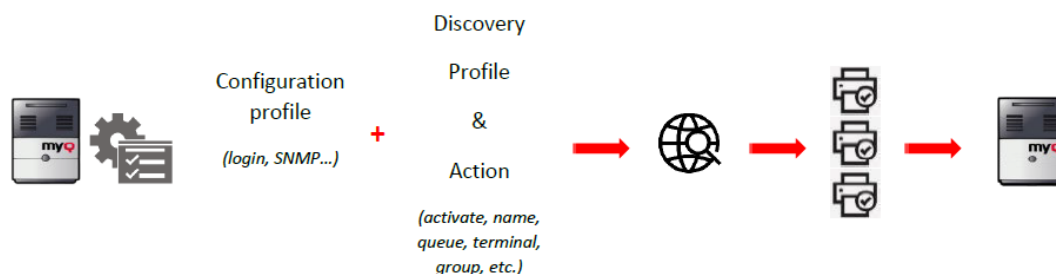 Configuration
profile
(login, SNMP...)
+
Discovery
Profile
&
Action
(activate, name,
queue, terminal,
group, etc.)
myQ
myQ